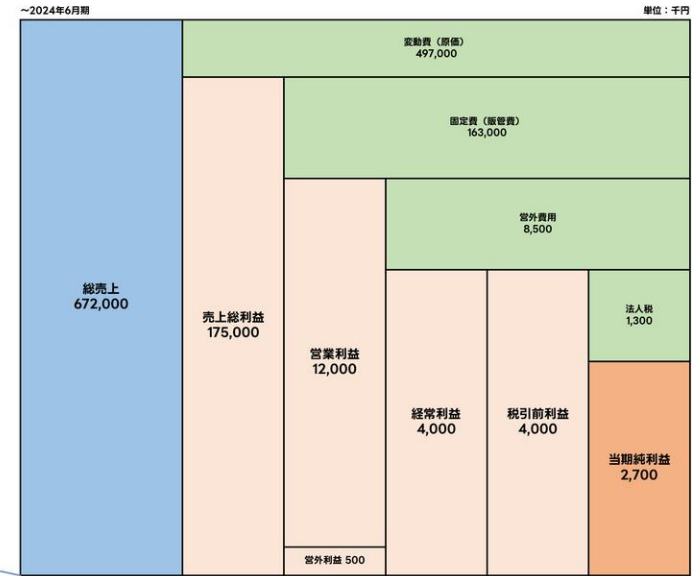 ~2024年6月期
単位：千円
変動費（原価）
497,000
固定費（販管費）
163,000
営外費用
8,500
総売上
672,000
売上総利益
175,000
営業利益
12,000
法人税
1,300
経常利益
4,000
税引前利益
4,000
当期純利益
2,700
営外利益 500